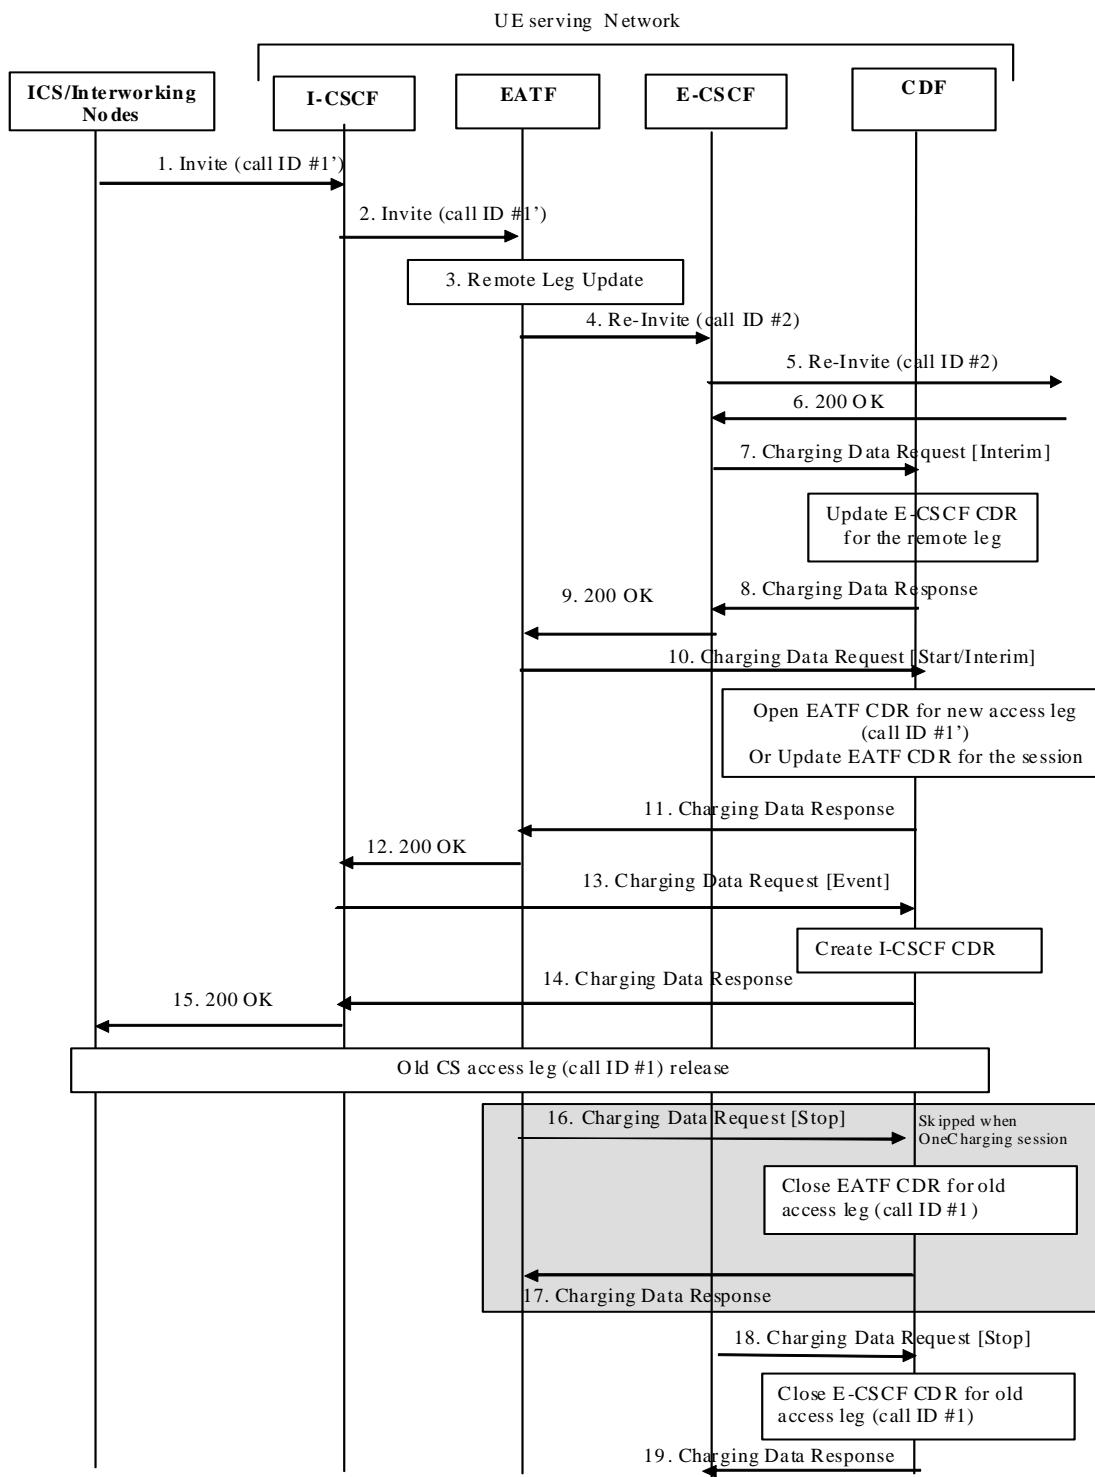 UE serving Network
ICS/Interworking
Nodes
I-CSCF
EATF
E-CSCF
CDF
1. Invite (call ID #1’)
2. Invite (call ID #1’)
3. Remote Leg Update
4. Re-Invite (call ID #2)
5. Re-Invite (call ID #2)
6. 200 OK
7. Charging Data Request [Interim]
Update E-CSCF CDR
for the remote leg
8. Charging Data Response
9. 200 OK
10. Charging Data Request [Start/Interim]
Open EATF CDR for new access leg
(call ID #1’)
Or Update EATF CDR for the session
11. Charging Data Response
12. 200 OK
13. Charging Data Request [Event]
Create I-CSCF CDR
14. Charging Data Response
15. 200 OK
Old CS access leg (call ID #1) release
16. Charging Data Request [Stop]
Skipped when
OneCharging session
Close EATF CDR for old
access leg (call ID #1)
17. Charging Data Response
18. Charging Data Request [Stop]
Close E-CSCF CDR for old
access leg (call ID #1)
19. Charging Data Response